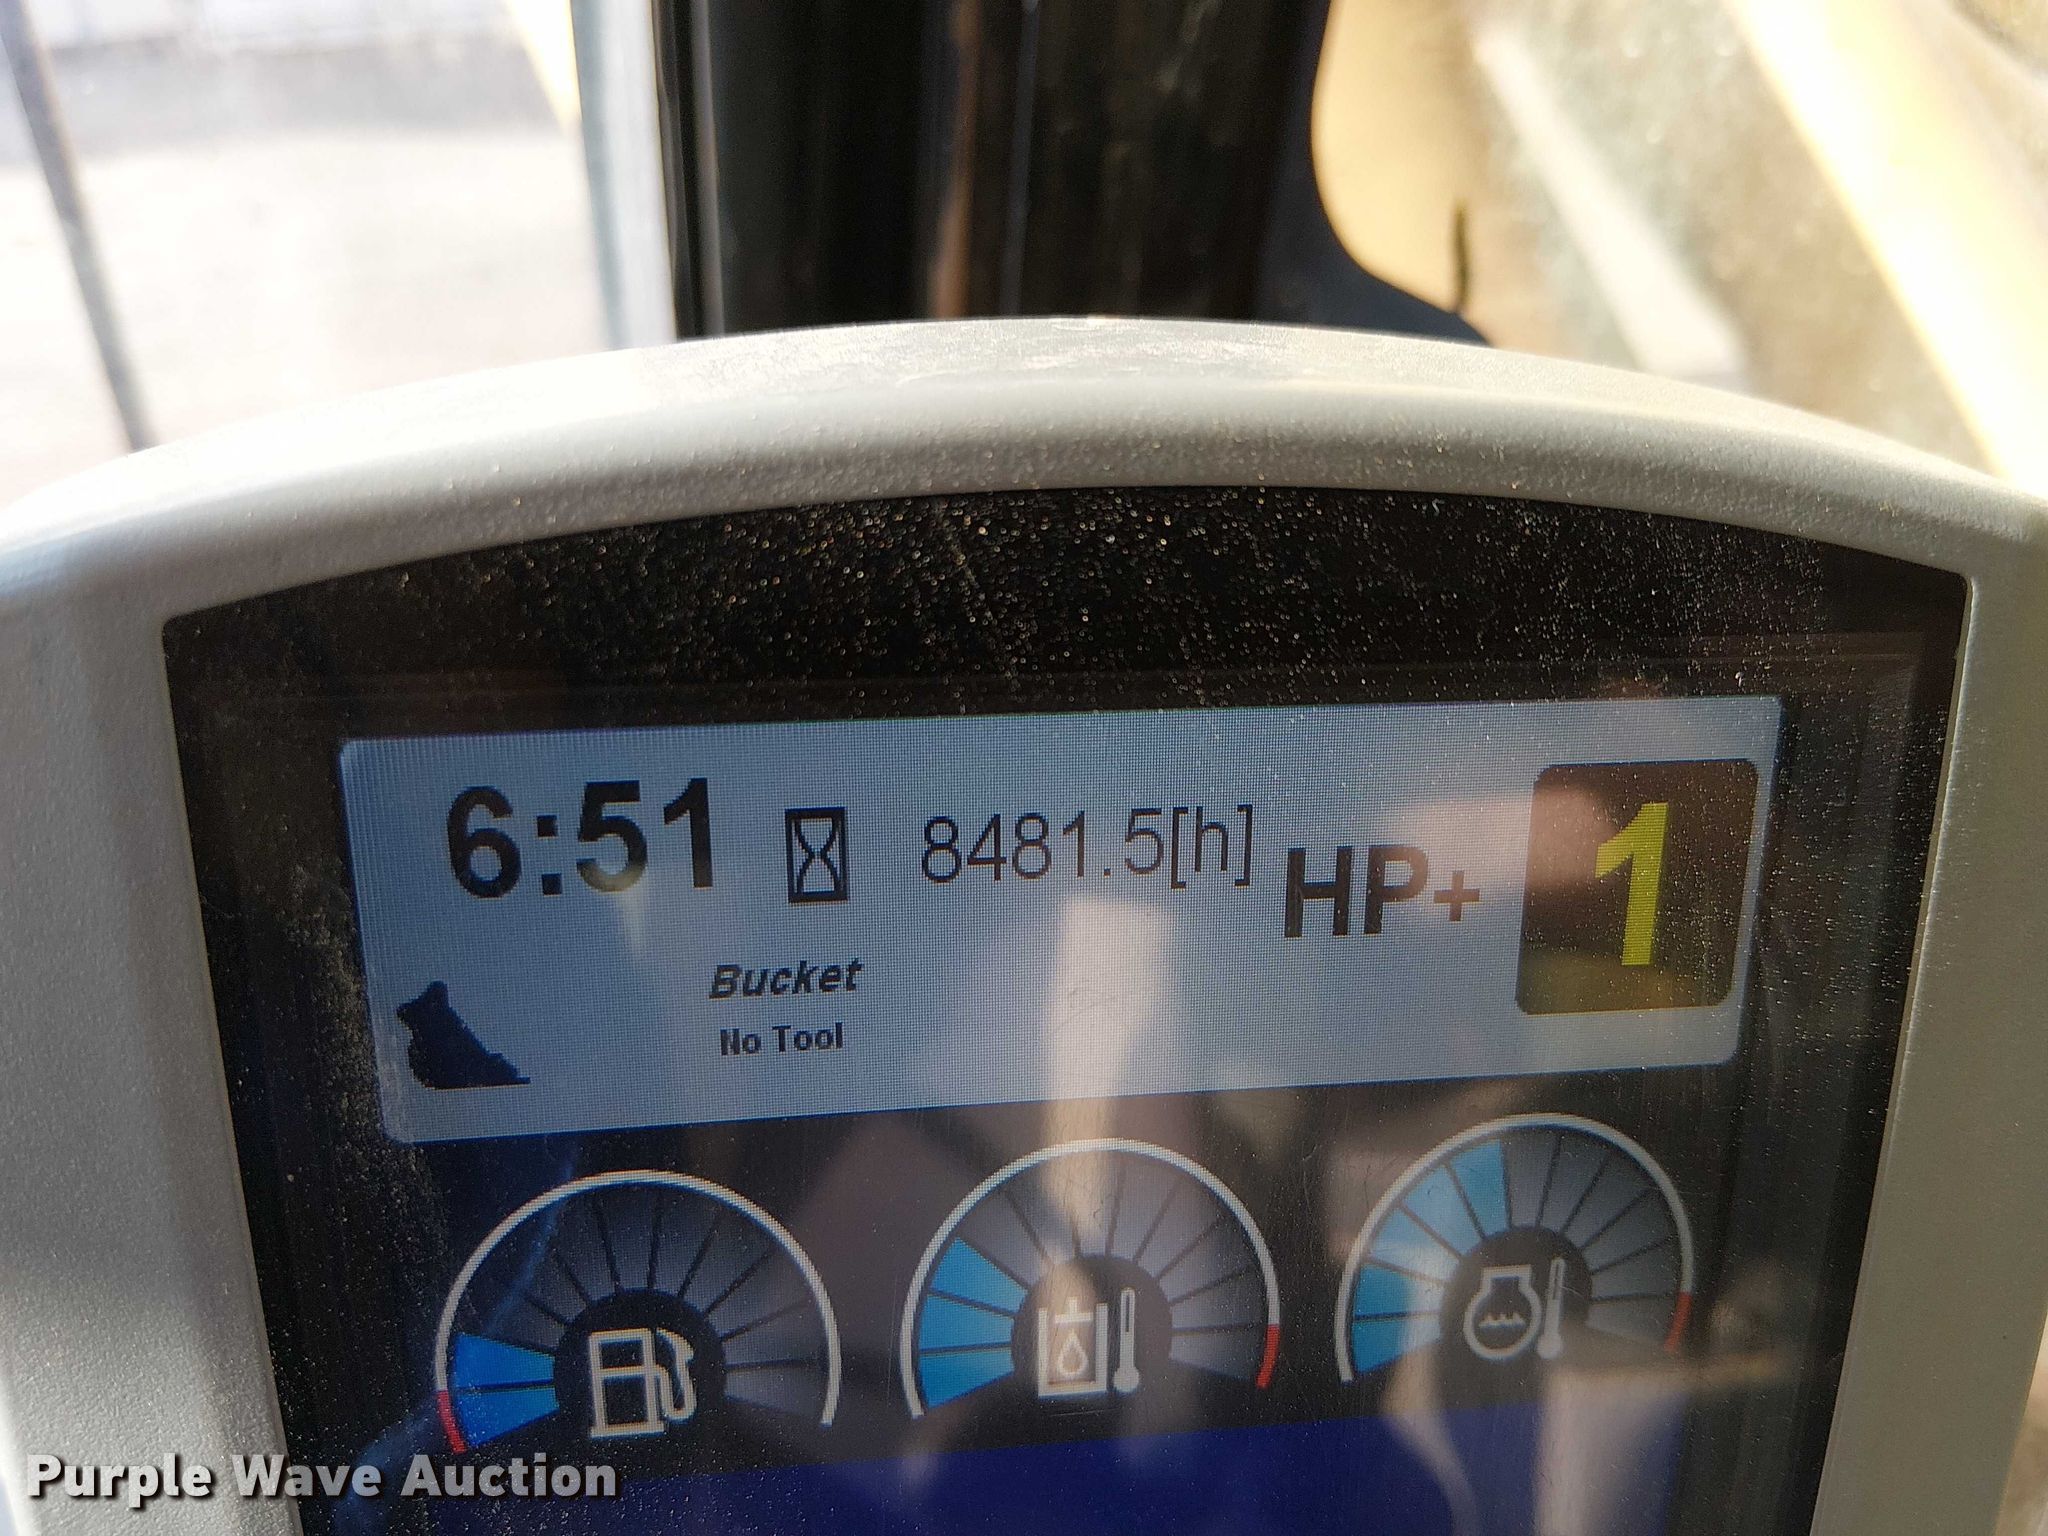 6:51 8481.5[h] HP+ 1
Bucket
No Tool
Purple Wave Auction